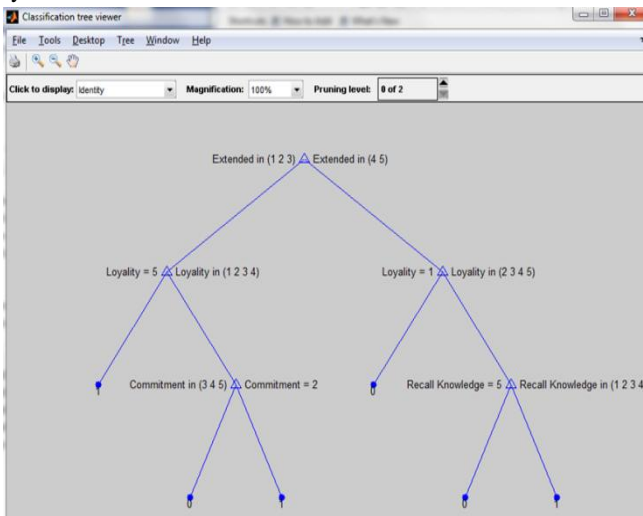 Classification tree viewer
File Tools Desktop Tree Window Help
Click to display: Identity Magnification: 100% Pruning level: 0 of 2
Extended in (1 2 3) Extended in (4 5)
Loyality = 5 Loyality in (1 2 3 4) Loyality = 1 Loyality in (2 3 4 5)
1 Commitment in (3 4 5) Commitment = 2 0 Recall Knowledge = 5 Recall Knowledge in (1 2 3 4
0 1 0 1